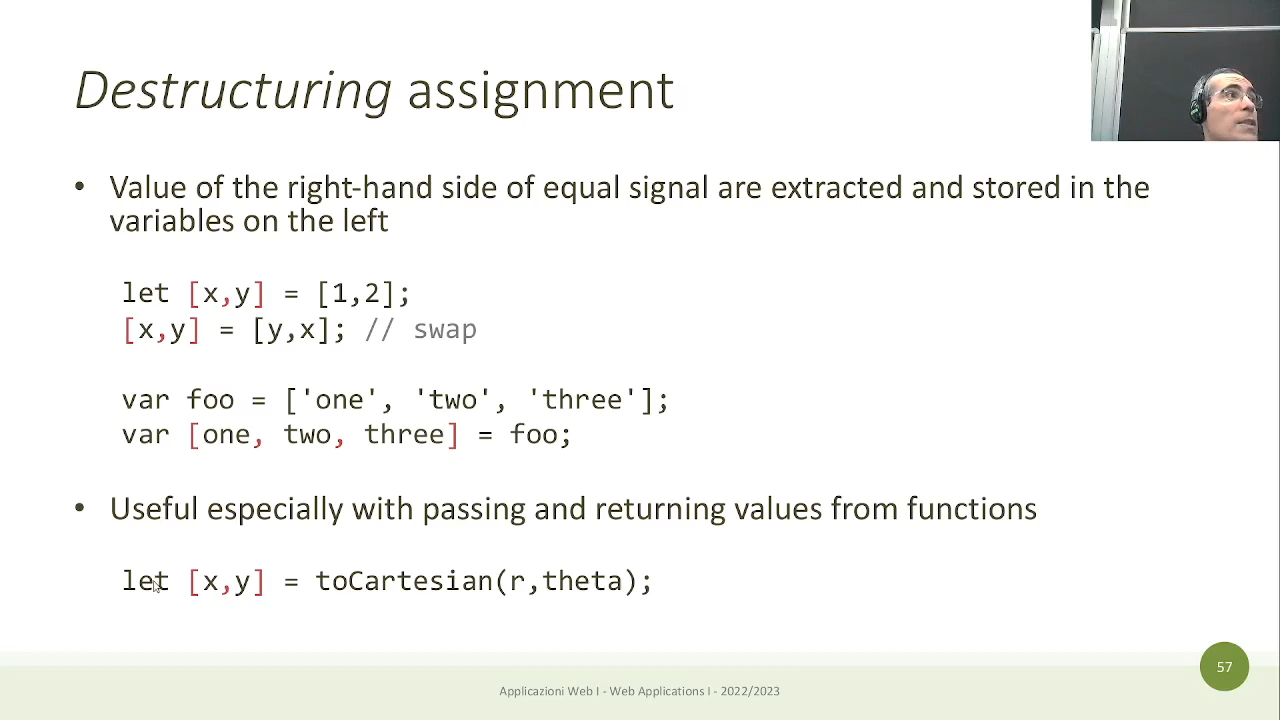 Destructuring assignment
• Value of the right-hand side of equal signal are extracted and stored in the
variables on the left
let [x,y] = [1,2];
[x,y] = [y,x]; // swap
var foo = ['one', 'two', 'three'];
var [one, two, three] = foo;
• Useful especially with passing and returning values from functions
let [x,y] = toCartesian(r,theta);
57
Applicazioni Web I - Web Applications I - 2022/2023